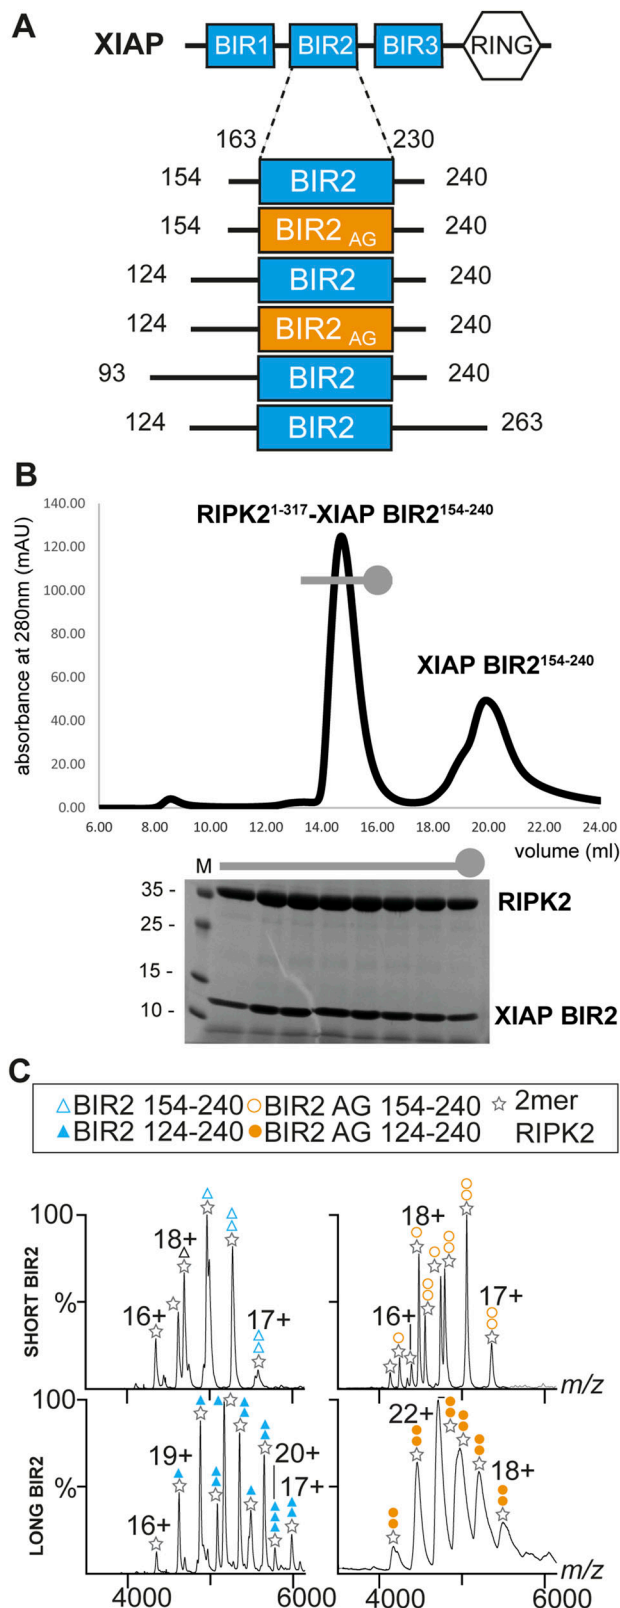 A
XIAP BIR1 BIR2 BIR3 RING
163 230
154 BIR2 240
154 BIR2 AG 240
124 BIR2 240
124 BIR2 AG 240
93 BIR2 240
124 BIR2 263
B
RIPK2¹⁻³¹⁷-XIAP BIR2¹⁵⁴⁻²⁴⁰
XIAP BIR2¹⁵⁴⁻²⁴⁰
absorbance at 280nm (mAU)
140.00
120.00
100.00
80.00
60.00
40.00
20.00
0.00
6.00 8.00 10.00 12.00 14.00 16.00 18.00 20.00 22.00 24.00
volume (ml)
M
35 - RIPK2
25 -
15 -
10 - XIAP BIR2
C
BIR2 154-240 BIR2 AG 154-240 2mer
BIR2 124-240 BIR2 AG 124-240 RIPK2
SHORT BIR2
100
%
16+ 18+ 17+
16+ 18+ 17+
m/z
LONG BIR2
100
%
16+ 19+ 20+ 17+
22+ 18+
4000 6000 4000 6000
m/z